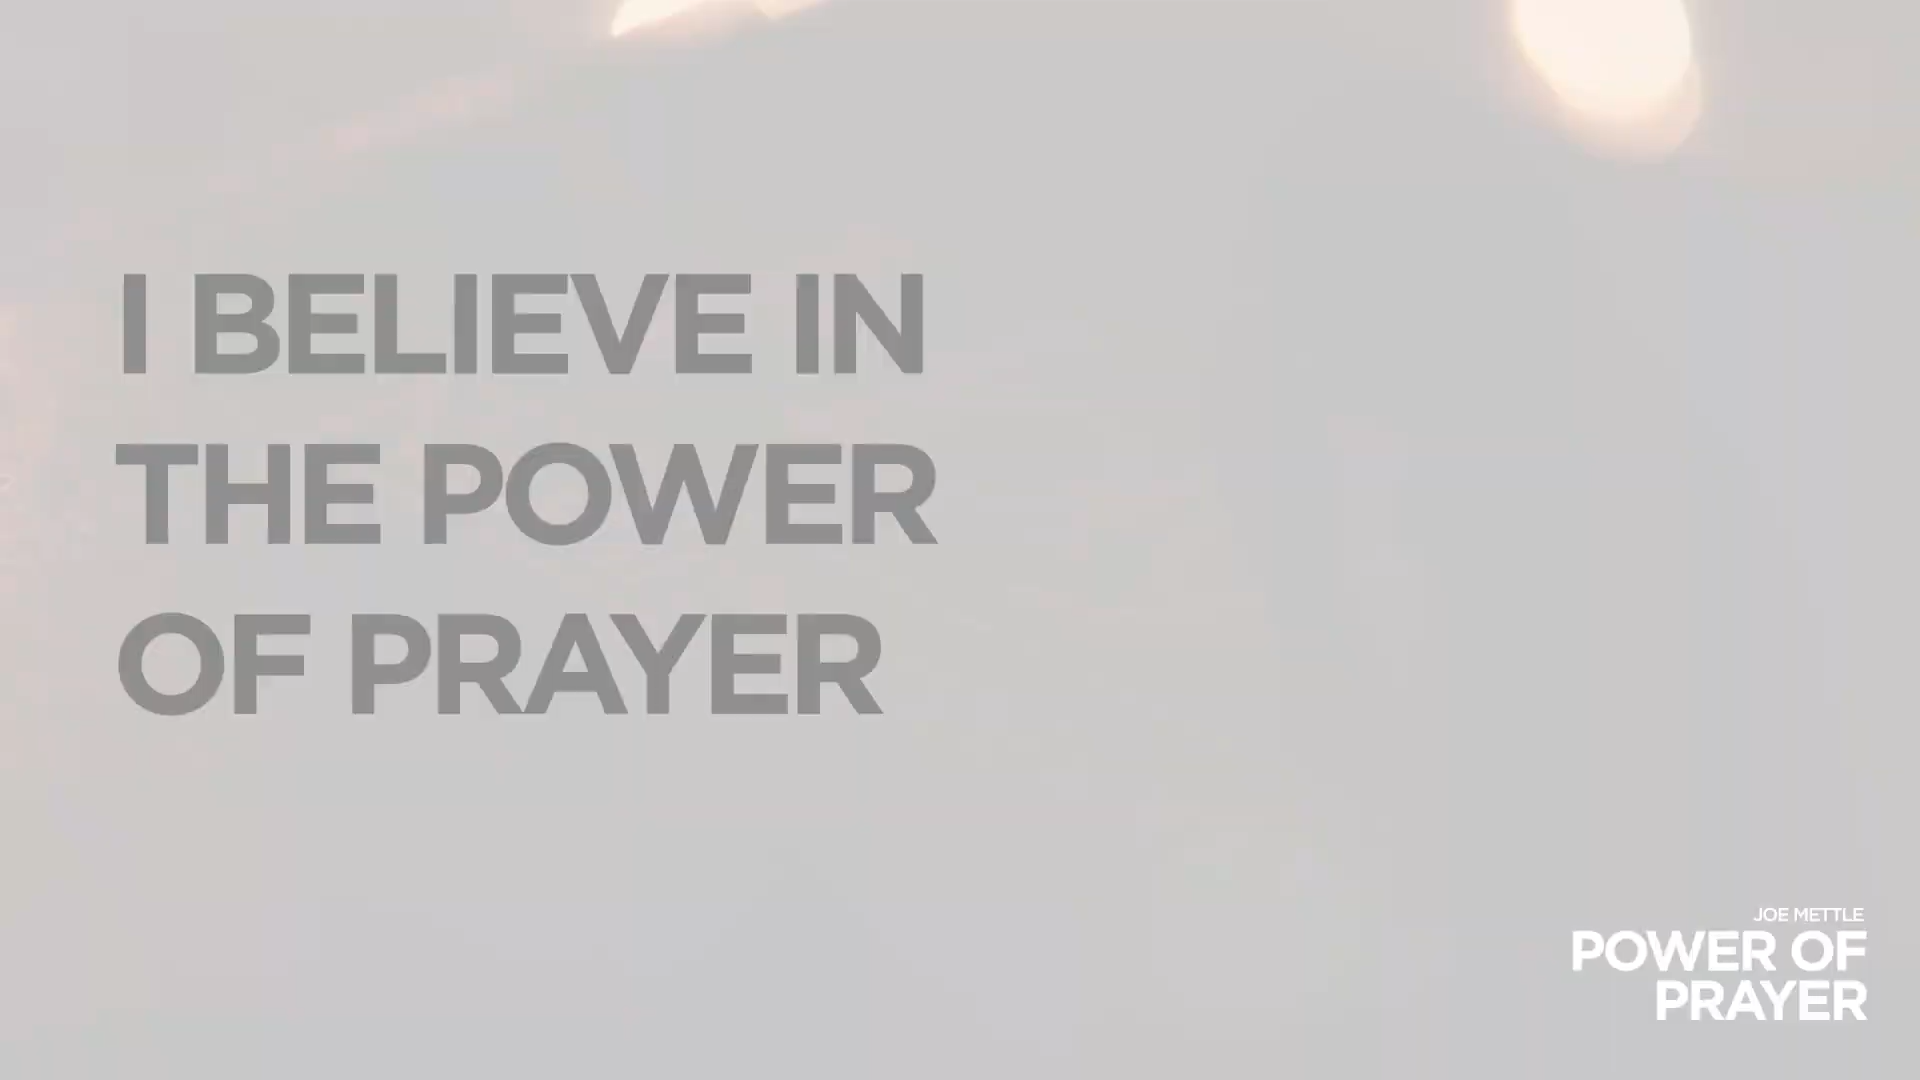 I BELIEVE IN
THE POWER
OF PRAYER
JOE METTLE
POWER OF
PRAYER